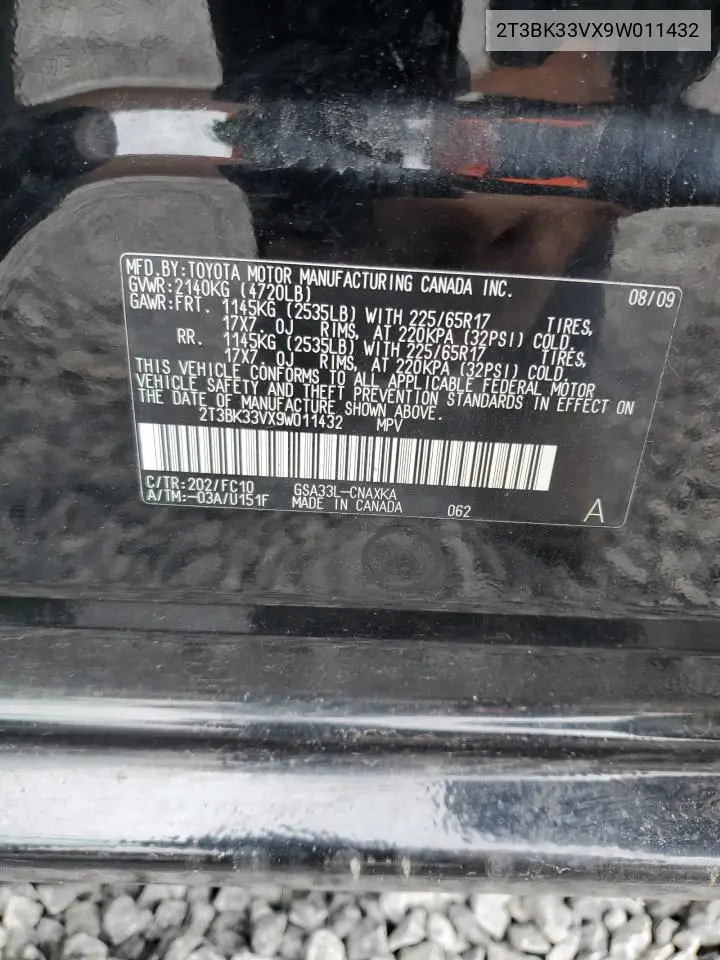 2T3BK33VX9W011432
MFD.BY:TOYOTA MOTOR MANUFACTURING CANADA INC. 08/09
GVWR:2140KG (4720LB)
GAWR:FRT. 1145KG (2535LB) WITH 225/65R17 TIRES,
17X7. 0J RIMS, AT 220KPA (32PSI) COLD.
RR. 1145KG (2535LB) WITH 225/65R17 TIRES,
17X7. 0J RIMS, AT 220KPA (32PSI) COLD.
THIS VEHICLE CONFORMS TO ALL APPLICABLE FEDERAL MOTOR
VEHICLE SAFETY AND THEFT PREVENTION STANDARDS IN EFFECT ON
THE DATE OF MANUFACTURE SHOWN ABOVE.
2T3BK33VX9W011432 MPV
C/TR:202/FC10 GSA33L-CNAXKA
A/TM:-03A/U151F MADE IN CANADA 062 A